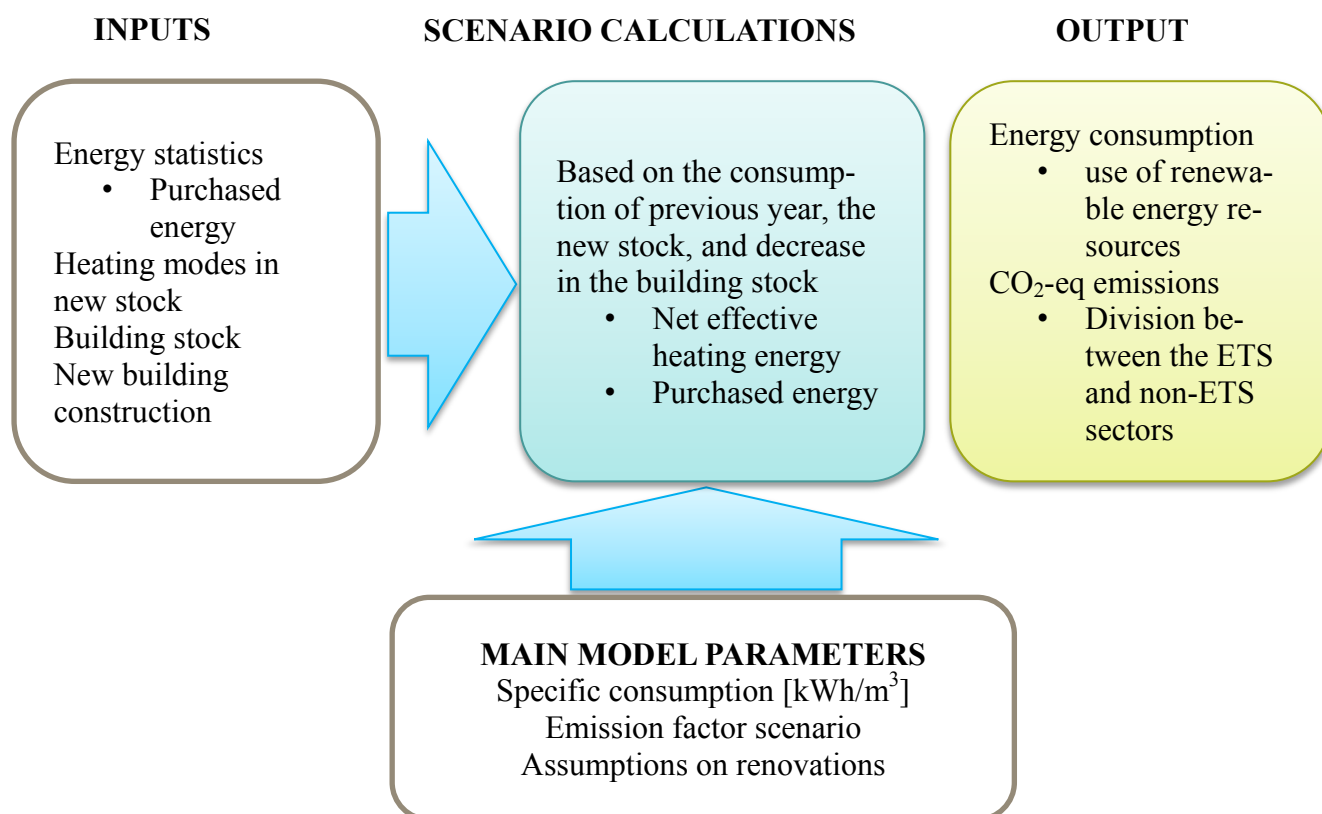 INPUTS
SCENARIO CALCULATIONS
OUTPUT
Energy statistics
• Purchased
energy
Heating modes in
new stock
Building stock
New building
construction
Based on the consump-
tion of previous year, the
new stock, and decrease
in the building stock
• Net effective
heating energy
• Purchased energy
Energy consumption
• use of renewa-
ble energy re-
sources
CO₂-eq emissions
• Division be-
tween the ETS
and non-ETS
sectors
MAIN MODEL PARAMETERS
Specific consumption [kWh/m³]
Emission factor scenario
Assumptions on renovations